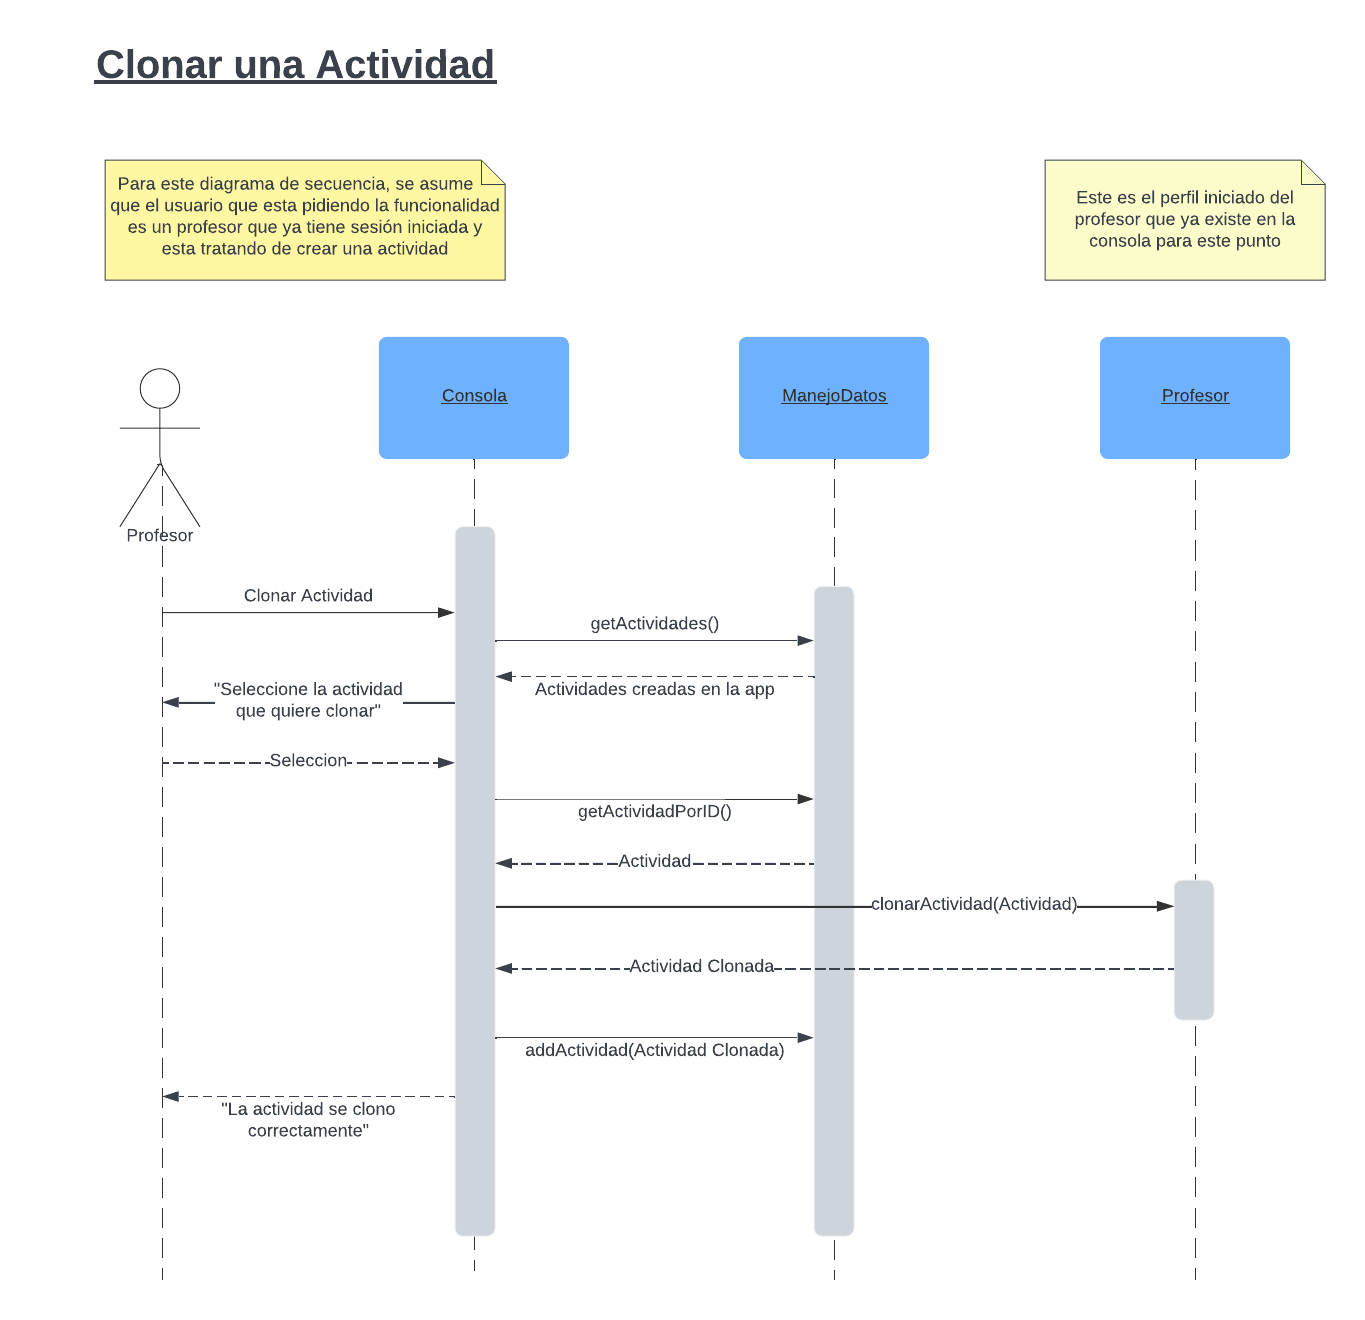 Clonar una Actividad
Para este diagrama de secuencia, se asume
que el usuario que esta pidiendo la funcionalidad
es un profesor que ya tiene sesión iniciada y
esta tratando de crear una actividad
Este es el perfil iniciado del
profesor que ya existe en la
consola para este punto
Consola
ManejoDatos
Profesor
Profesor
Clonar Actividad
getActividades()
Actividades creadas en la app
"Seleccione la actividad
que quiere clonar"
Seleccion
getActividadPorID()
Actividad
clonarActividad(Actividad)
Actividad Clonada
addActividad(Actividad Clonada)
"La actividad se clono
correctamente"